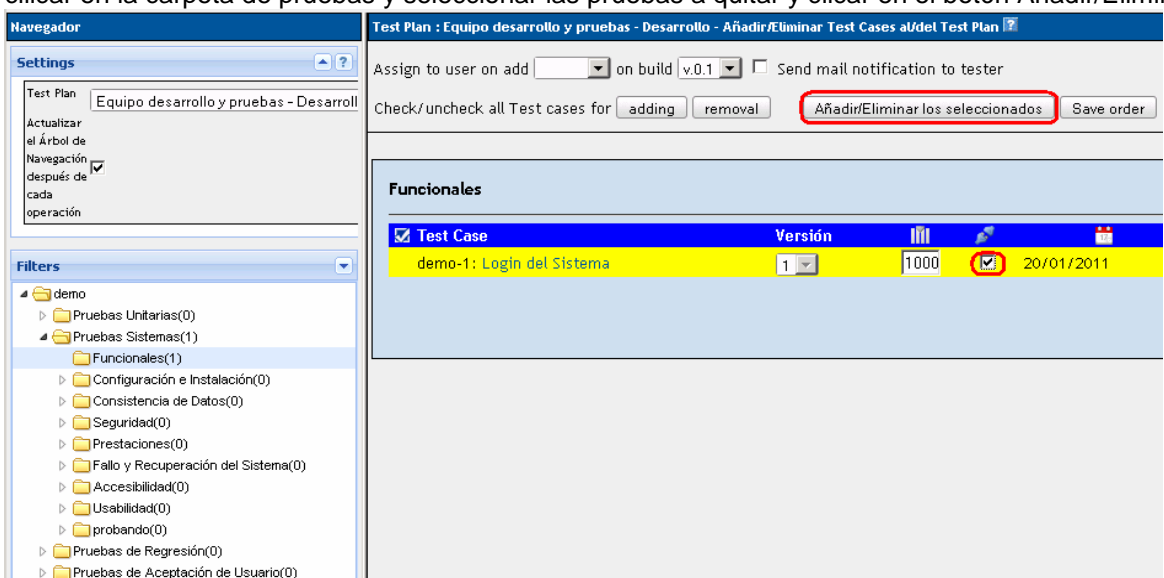 clicar en la carpeta de pruebas y seleccionar las pruebas a quitar y clicar en el botón Añadir/Elimi
Navegador
Settings
Test Plan
Equipo desarrollo y pruebas - Desarroll
Actualizar
el Árbol de
Navegación
después de
cada
operación
Filters
demo
Pruebas Unitarias(0)
Pruebas Sistemas(1)
Funcionales(1)
Configuración e Instalación(0)
Consistencia de Datos(0)
Seguridad(0)
Prestaciones(0)
Fallo y Recuperación del Sistema(0)
Accesibilidad(0)
Usabilidad(0)
probando(0)
Pruebas de Regresión(0)
Pruebas de Aceptación de Usuario(0)
Test Plan : Equipo desarrollo y pruebas - Desarrollo - Añadir/Eliminar Test Cases al/del Test Plan ?
Assign to user on add on build v.0.1 Send mail notification to tester
Check/uncheck all Test cases for adding removal Añadir/Eliminar los seleccionados Save order
Funcionales
Test Case Versión
demo-1: Login del Sistema 1 1000 20/01/2011